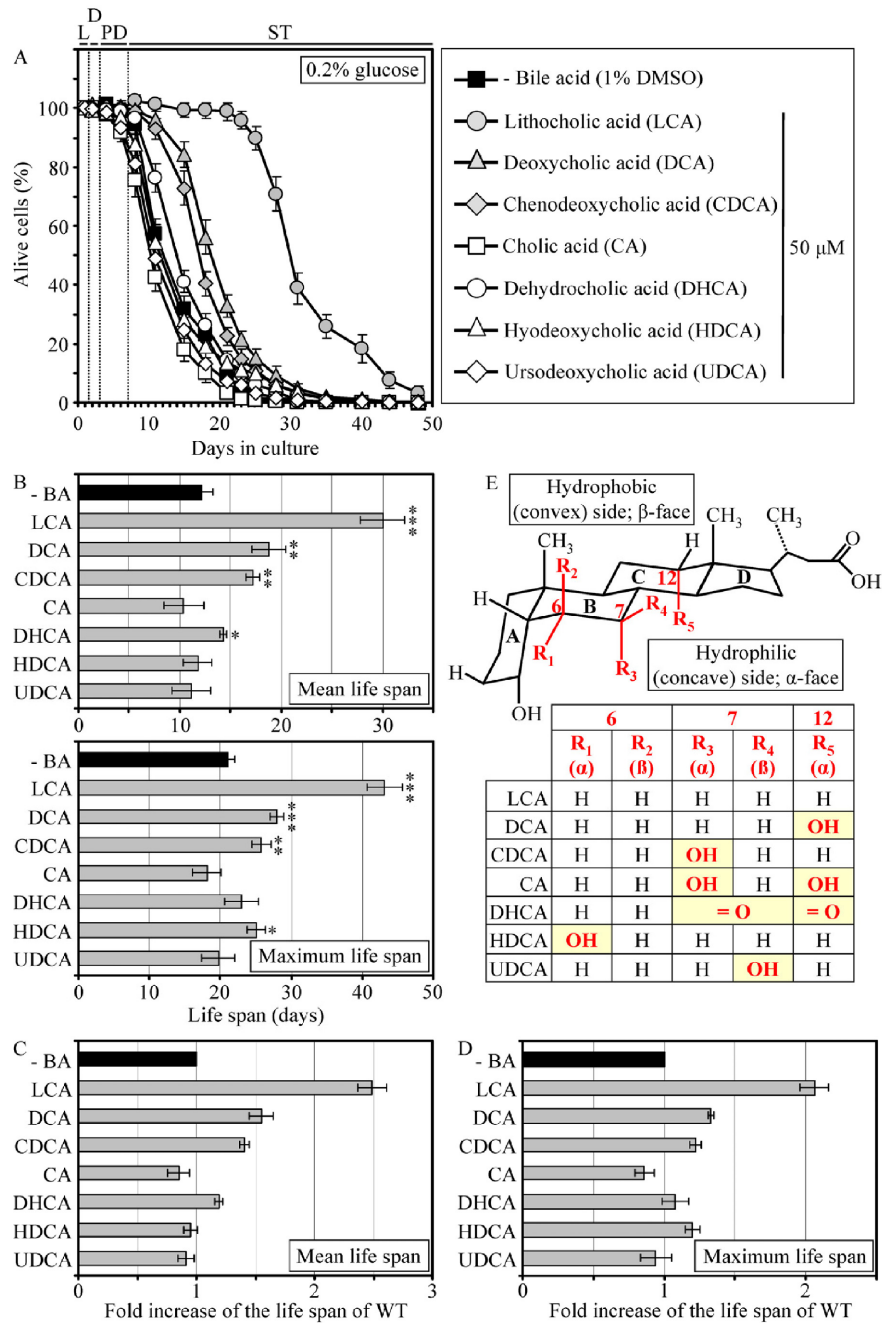 L D PD ST
A
0.2% glucose
100
80
60
40
20
0
Alive cells (%)
0 10 20 30 40 50
Days in culture
- Bile acid (1% DMSO)
Lithocholic acid (LCA)
Deoxycholic acid (DCA)
Chenodeoxycholic acid (CDCA)
Cholic acid (CA)
Dehydrocholic acid (DHCA)
Hyodeoxycholic acid (HDCA)
Ursodeoxycholic acid (UDCA)
50 μM
B
- BA
LCA ***
DCA **
CDCA **
CA
DHCA *
HDCA
UDCA
Mean life span
0 10 20 30
- BA
LCA ***
DCA ***
CDCA **
CA
DHCA
HDCA *
UDCA
Maximum life span
0 10 20 30 40 50
Life span (days)
E
Hydrophobic
(convex) side; β-face
CH3 R2 H CH3 CH3 O OH
12 C D
H 6 B 7 R4 R5
A R1 R3
H
OH
Hydrophilic
(concave) side; α-face
6 7 12
R1 R2 R3 R4 R5
(α) (ß) (α) (ß) (α)
LCA H H H H H
DCA H H H H OH
CDCA H H OH H H
CA H H OH H OH
DHCA H H = O = O
HDCA OH H H H H
UDCA H H H OH H
C
- BA
LCA
DCA
CDCA
CA
DHCA
HDCA
UDCA
Mean life span
0 1 2 3
Fold increase of the life span of WT
D
- BA
LCA
DCA
CDCA
CA
DHCA
HDCA
UDCA
Maximum life span
0 1 2
Fold increase of the life span of WT